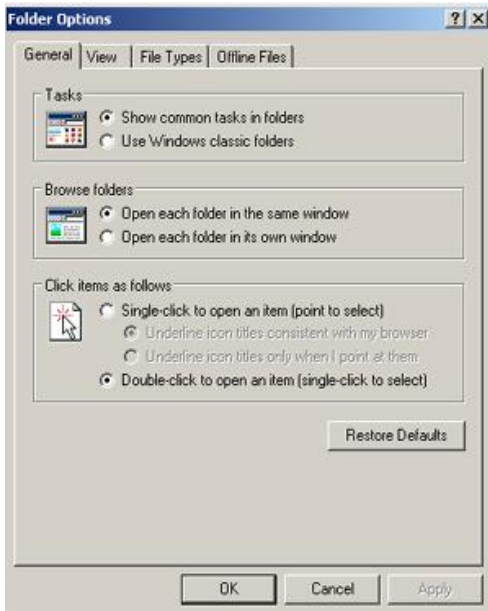 Folder Options
General View File Types Offline Files
Tasks
Show common tasks in folders
Use Windows classic folders
Browse folders
Open each folder in the same window
Open each folder in its own window
Click items as follows
Single-click to open an item (point to select)
Underline icon titles consistent with my browser
Underline icon titles only when I point at them
Double-click to open an item (single-click to select)
Restore Defaults
OK Cancel Apply